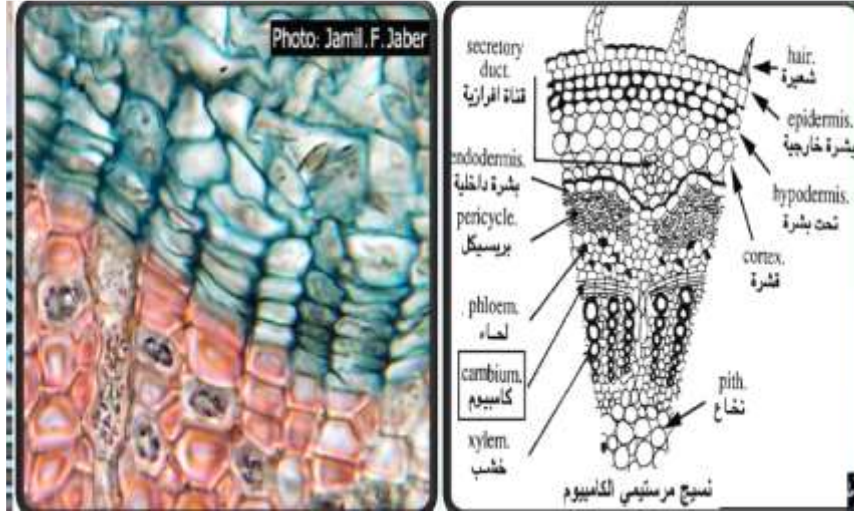 Photo: Jamil.F.Jaber
secretory
duct.
قناة افرازية
endodermis.
بشرة داخلية
pericycle.
بريسيكل
phloem.
لحاء
cambium.
كامبيوم
xylem.
خشب
hair.
شعيرة
epidermis.
بشرة خارجية
hypodermis.
تحت بشرة
cortex.
قشرة
pith.
نخاع
نسيج مرستيمي الكامبيوم